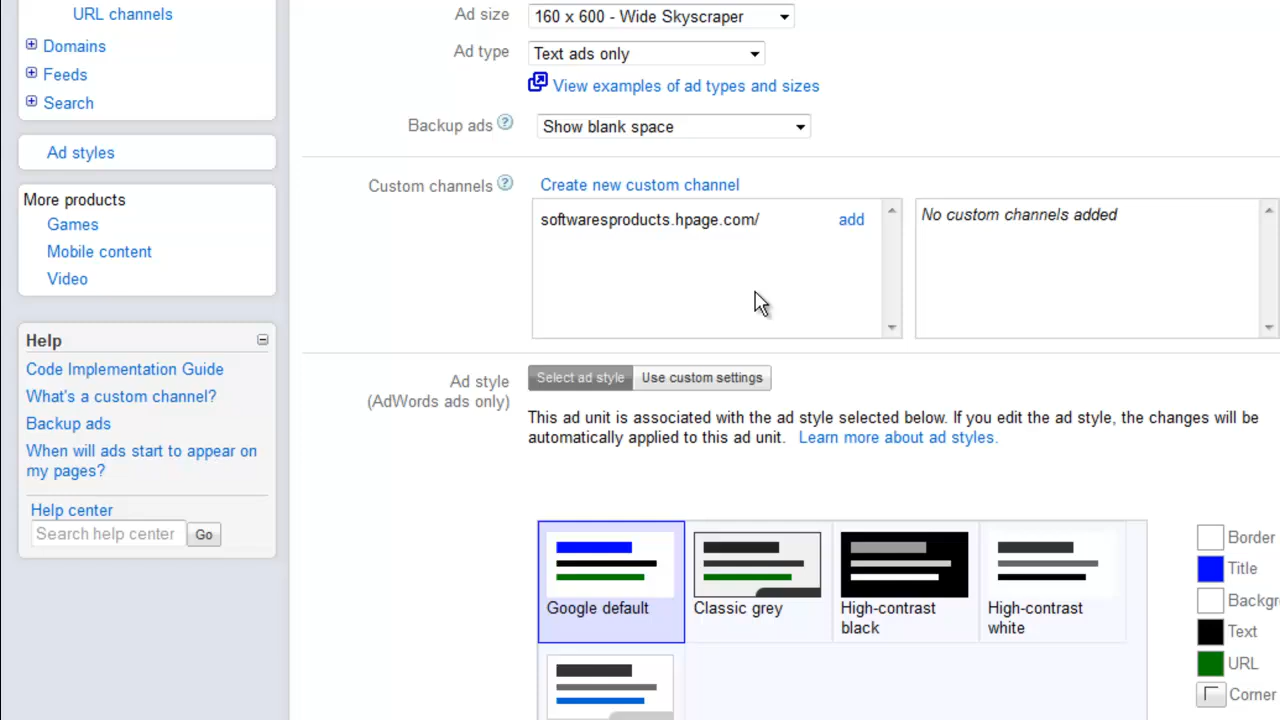 URL channels
Domains
Feeds
Search
Ad styles
More products
Games
Mobile content
Video
Help
Code Implementation Guide
What's a custom channel?
Backup ads
When will ads start to appear on
my pages?
Help center
Search help center
Go
Ad size
160 x 600 - Wide Skyscraper
Ad type
Text ads only
View examples of ad types and sizes
Backup ads
?
Show blank space
Custom channels
?
Create new custom channel
softwaresproducts.hpage.com/
add
No custom channels added
Ad style
(AdWords ads only)
Select ad style
Use custom settings
This ad unit is associated with the ad style selected below. If you edit the ad style, the changes will be
automatically applied to this ad unit. Learn more about ad styles.
Google default
Classic grey
High-contrast
black
High-contrast
white
Border
Title
Backgr
Text
URL
Corner